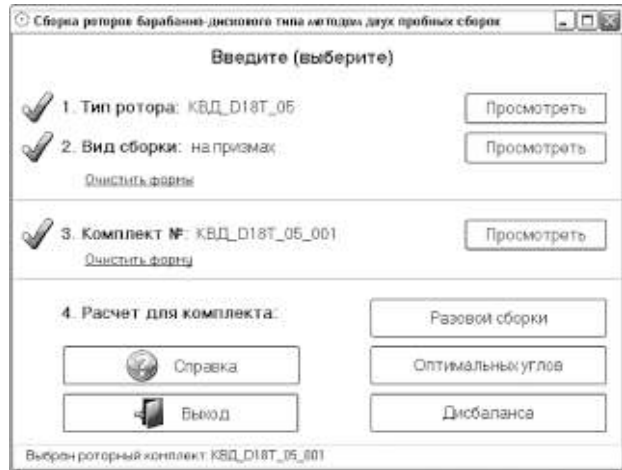 Сборка роторов барабанно-дискового типа методом двух пробных сборок
Введите (выберите)
1. Тип ротора: КВД_D18T_05
Просмотреть
2. Вид сборки: на призмах
Просмотреть
Очистить формы
3. Комплект №: КВД_D18T_05_001
Просмотреть
Очистить форму
4. Расчет для комплекта:
Разовой сборки
Справка
Оптимальных углов
Выход
Дисбаланса
Выбран роторный комплект: КВД_D18T_05_001